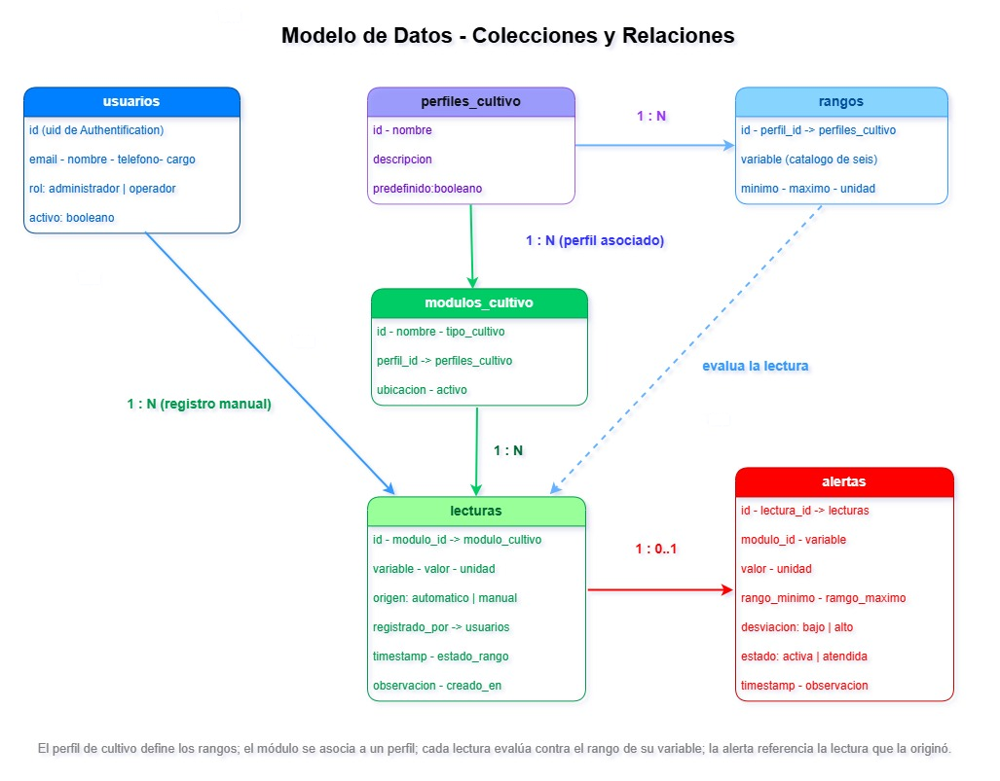 Modelo de Datos - Colecciones y Relaciones
usuarios
id (uid de Authentification)
email - nombre - telefono- cargo
rol: administrador | operador
activo: booleano
perfiles_cultivo
id - nombre
descripcion
predefinido:booleano
1 : N
rangos
id - perfil_id -> perfiles_cultivo
variable (catalogo de seis)
minimo - maximo - unidad
1 : N (perfil asociado)
modulos_cultivo
id - nombre - tipo_cultivo
perfil_id -> perfiles_cultivo
ubicacion - activo
evalua la lectura
1 : N (registro manual)
1 : N
lecturas
id - modulo_id -> modulo_cultivo
variable - valor - unidad
origen: automatico | manual
registrado_por -> usuarios
timestamp - estado_rango
observacion - creado_en
1 : 0..1
alertas
id - lectura_id -> lecturas
modulo_id - variable
valor - unidad
rango_minimo - ramgo_maximo
desviacion: bajo | alto
estado: activa | atendida
timestamp - observacion
El perfil de cultivo define los rangos; el módulo se asocia a un perfil; cada lectura evalúa contra el rango de su variable; la alerta referencia la lectura que la originó.